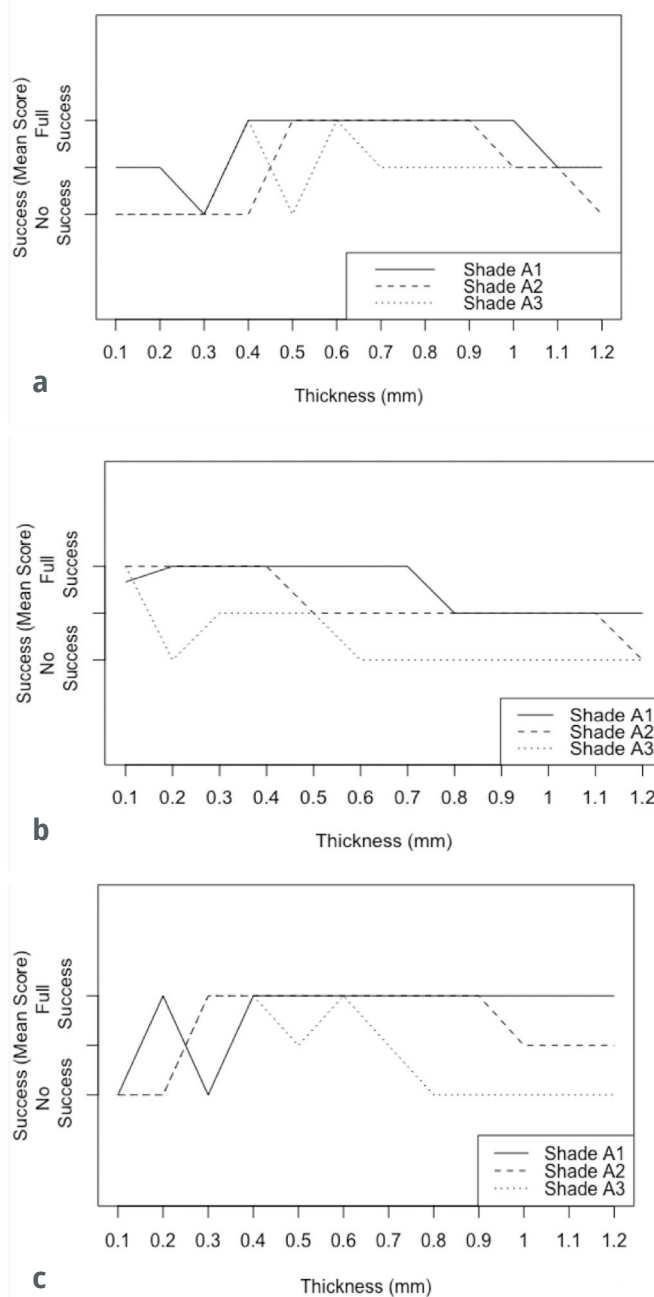 Success (Mean Score)
No Success
Full Success
Shade A1
Shade A2
Shade A3
0.1 0.2 0.3 0.4 0.5 0.6 0.7 0.8 0.9 1 1.1 1.2
Thickness (mm)
a
Success (Mean Score)
No Success
Full Success
Shade A1
Shade A2
Shade A3
0.1 0.2 0.3 0.4 0.5 0.6 0.7 0.8 0.9 1 1.1 1.2
Thickness (mm)
b
Success (Mean Score)
No Success
Full Success
Shade A1
Shade A2
Shade A3
0.1 0.2 0.3 0.4 0.5 0.6 0.7 0.8 0.9 1 1.1 1.2
Thickness (mm)
c